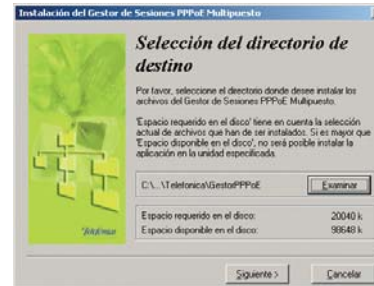 Instalación del Gestor de Sesiones PPPoE Multipuesto
Selección del directorio de
destino
Por favor, seleccione el directorio donde desee instalar los
archivos del Gestor de Sesiones PPPoE Multipuesto.
'Espacio requerido en el disco' tiene en cuenta la selección
actual de archivos que han de ser instalados. Si es mayor que
'Espacio disponible en el disco', no será posible instalar la
aplicación en la unidad especificada.
C:\...\Telefonica\GestorPPPoE
Examinar
Espacio requerido en el disco: 20040 k
Espacio disponible en el disco: 98648 k
Telefónica
Siguiente >
Cancelar